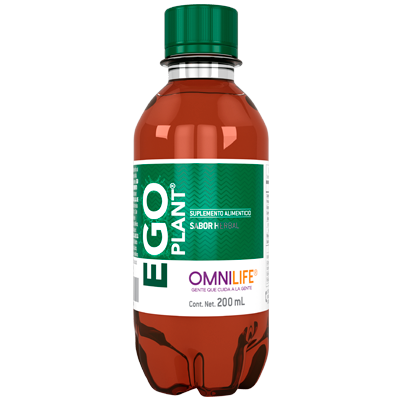 EGO
PLANT®
SUPLEMENTO ALIMENTICIO
SABOR HERBAL
OMNILIFE®
GENTE QUE CUIDA A LA GENTE
Cont. Net. 200 mL